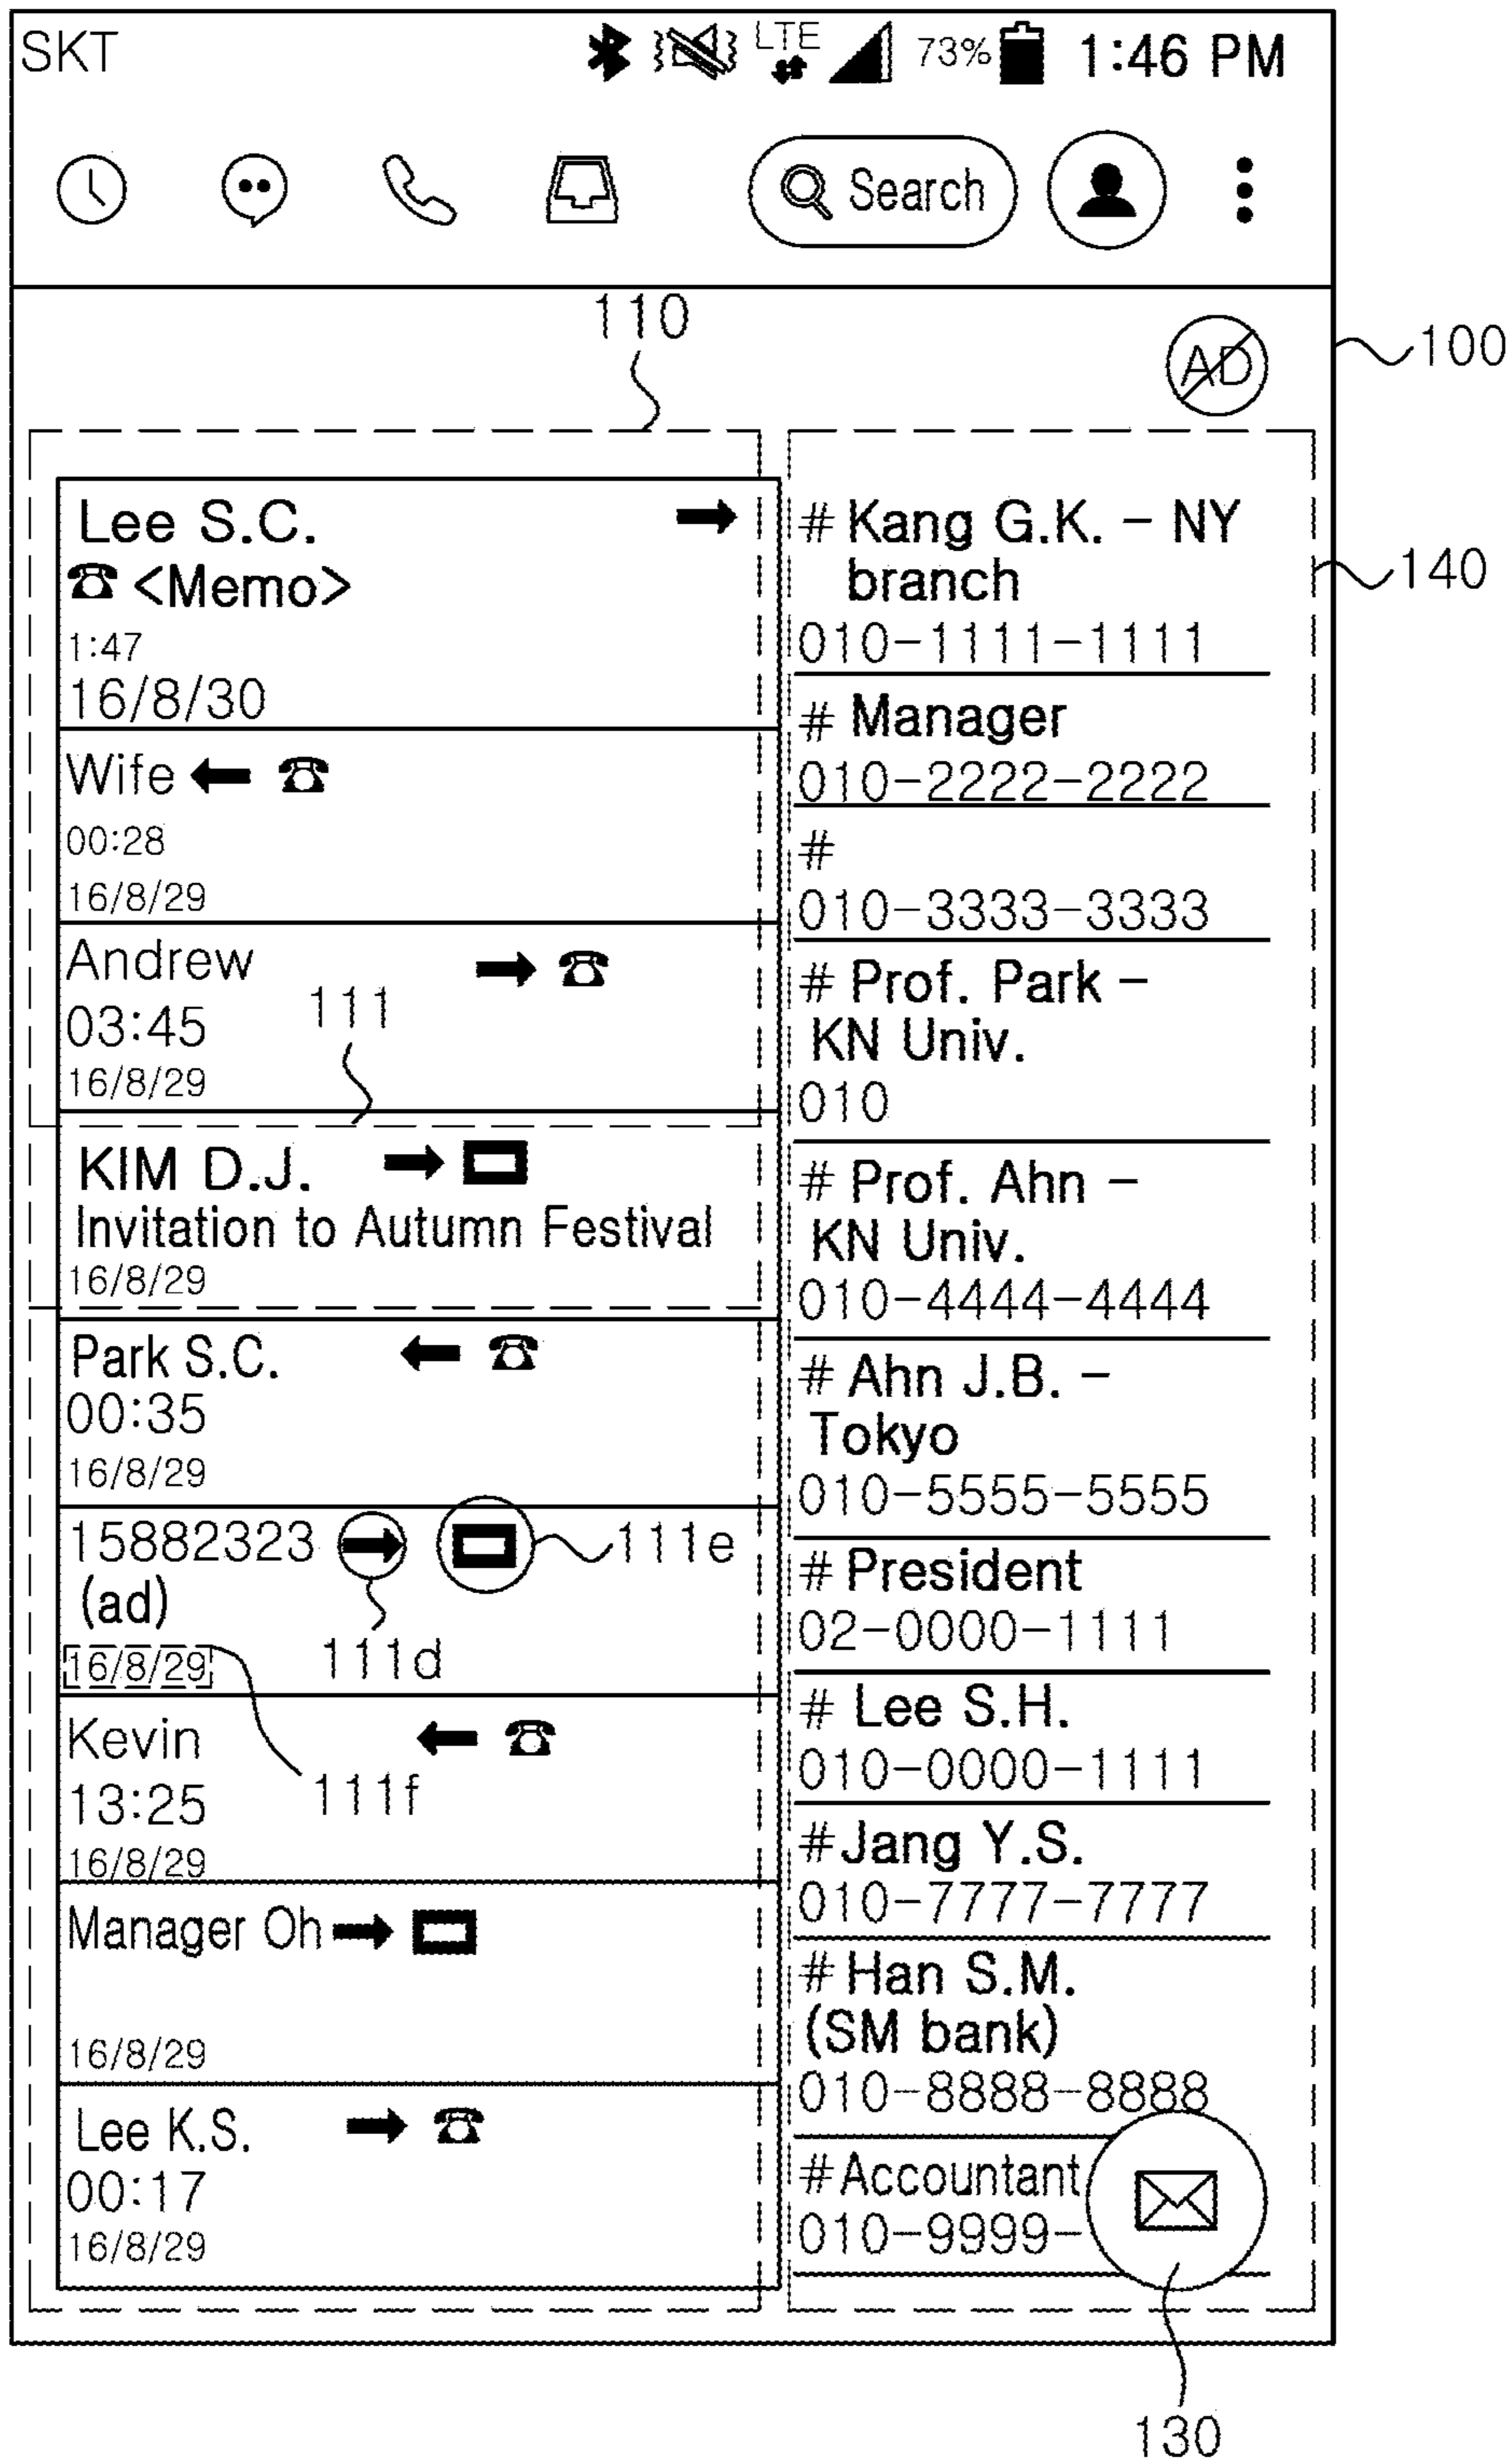 SKT LTE 73% 1:46 PM
Search
110
AD
100
Lee S.C.
<Memo>
1:47
16/8/30
Wife
00:28
16/8/29
Andrew
03:45
111
16/8/29
KIM D.J.
Invitation to Autumn Festival
16/8/29
Park S.C.
00:35
16/8/29
15882323
111e
(ad)
16/8/29
111d
Kevin
13:25
111f
16/8/29
Manager Oh
16/8/29
Lee K.S.
00:17
16/8/29
# Kang G.K. - NY
branch
140
010-1111-1111
# Manager
010-2222-2222
#
010-3333-3333
# Prof. Park -
KN Univ.
010
# Prof. Ahn -
KN Univ.
010-4444-4444
# Ahn J.B. -
Tokyo
010-5555-5555
# President
02-0000-1111
# Lee S.H.
010-0000-1111
#Jang Y.S.
010-7777-7777
# Han S.M.
(SM bank)
010-8888-8888
#Accountant
010-9999-
130